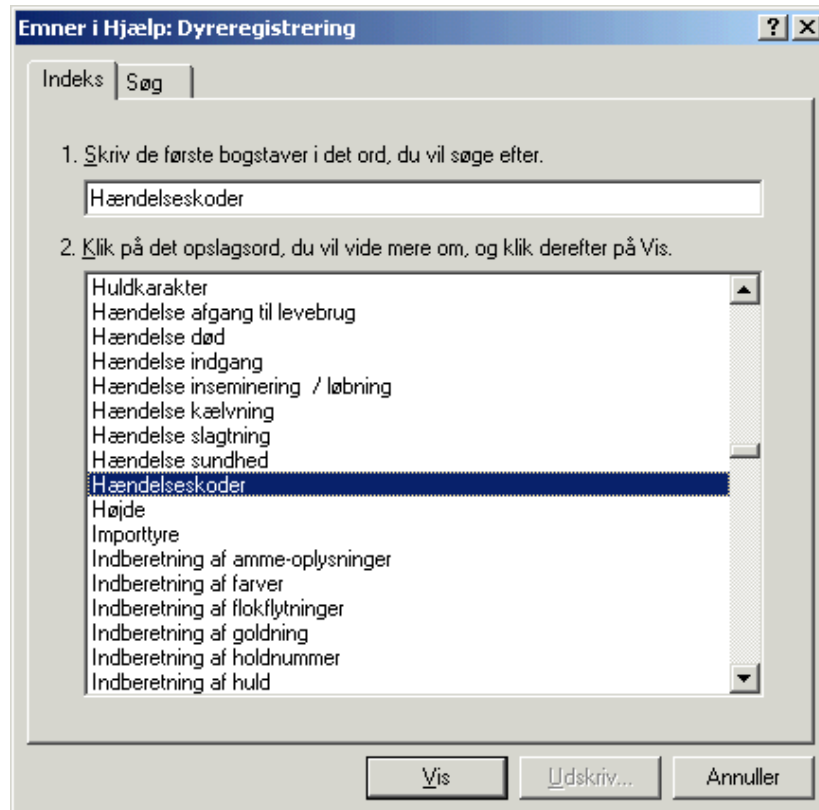 Emner i Hjælp: Dyreregistrering
Indeks
Søg
1. Skriv de første bogstaver i det ord, du vil søge efter.
Hændelseskoder
2. Klik på det opslagsord, du vil vide mere om, og klik derefter på Vis.
Huldkarakter
Hændelse afgang til levebrug
Hændelse død
Hændelse indgang
Hændelse inseminering / løbning
Hændelse kælvning
Hændelse slagtning
Hændelse sundhed
Hændelseskoder
Højde
Importtyre
Indberetning af amme-oplysninger
Indberetning af farver
Indberetning af flokflytninger
Indberetning af goldning
Indberetning af holdnummer
Indberetning af huld
Vis
Udskriv...
Annuller